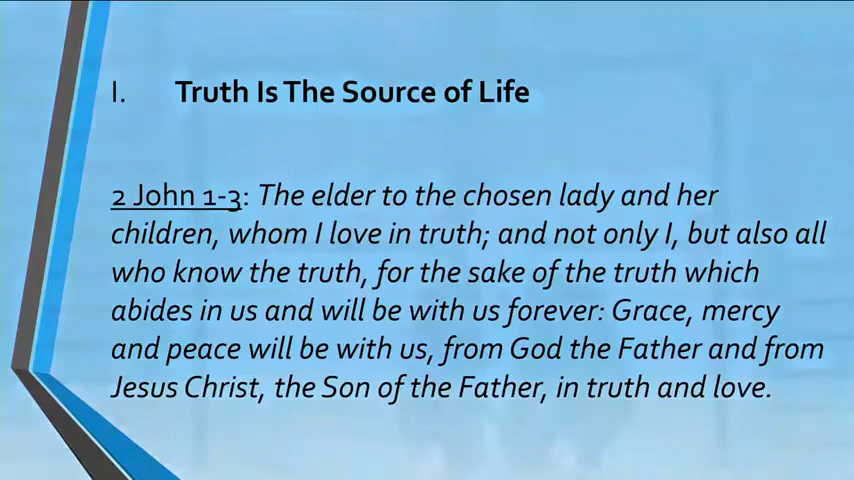 I. Truth Is The Source of Life
2 John 1-3: The elder to the chosen lady and her
children, whom I love in truth; and not only I, but also all
who know the truth, for the sake of the truth which
abides in us and will be with us forever: Grace, mercy
and peace will be with us, from God the Father and from
Jesus Christ, the Son of the Father, in truth and love.